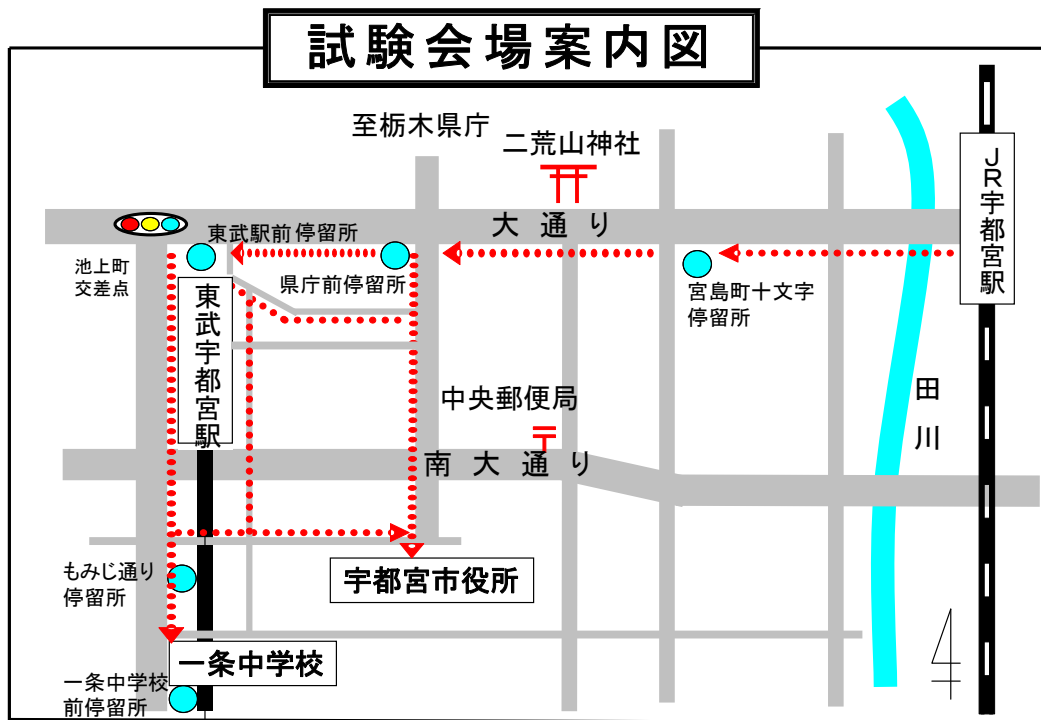 試験会場案内図
至栃木県庁
二荒山神社
JR宇都宮駅
大通り
東武駅前停留所
池上町
交差点
県庁前停留所
宮島町十文字
停留所
東武宇都宮駅
田川
中央郵便局
南大通り
もみじ通り
停留所
宇都宮市役所
一条中学校
一条中学校
前停留所